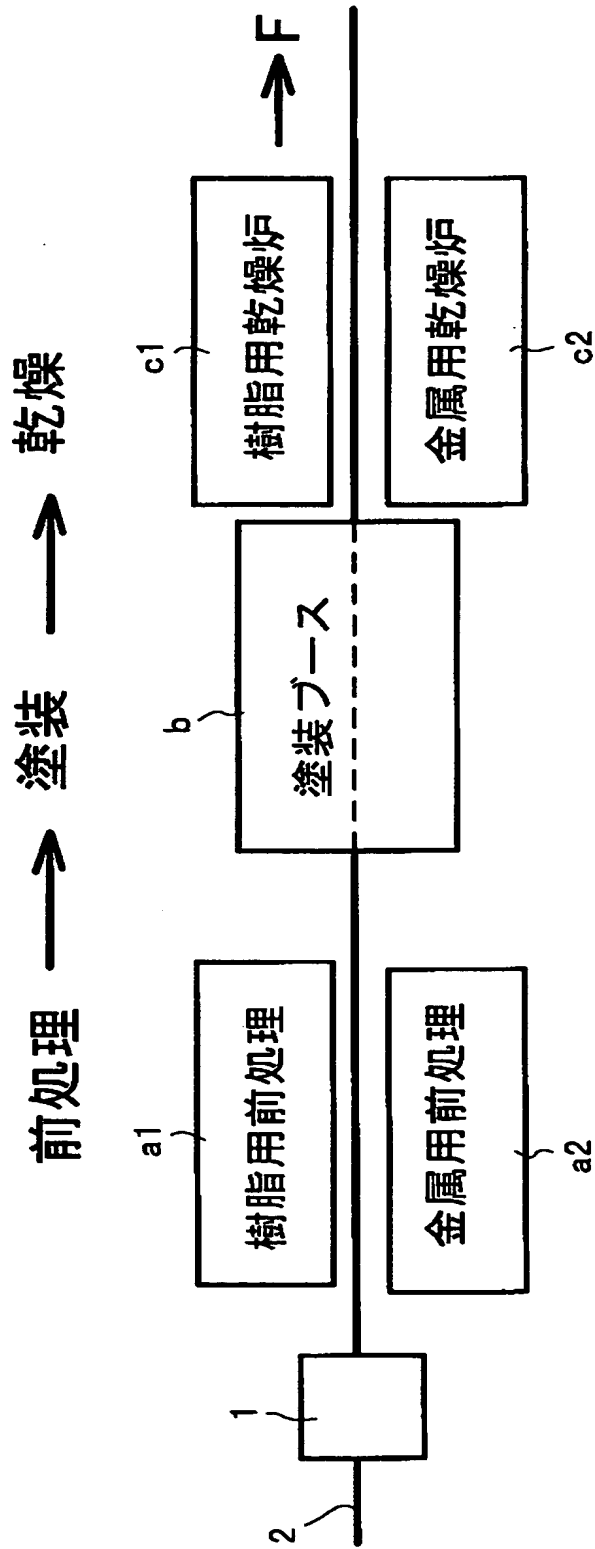 前処理 → 塗装 → 乾燥
F
a1
樹脂用前処理
b
塗装ブース
c1
樹脂用乾燥炉
1
2
金属用前処理
a2
金属用乾燥炉
c2